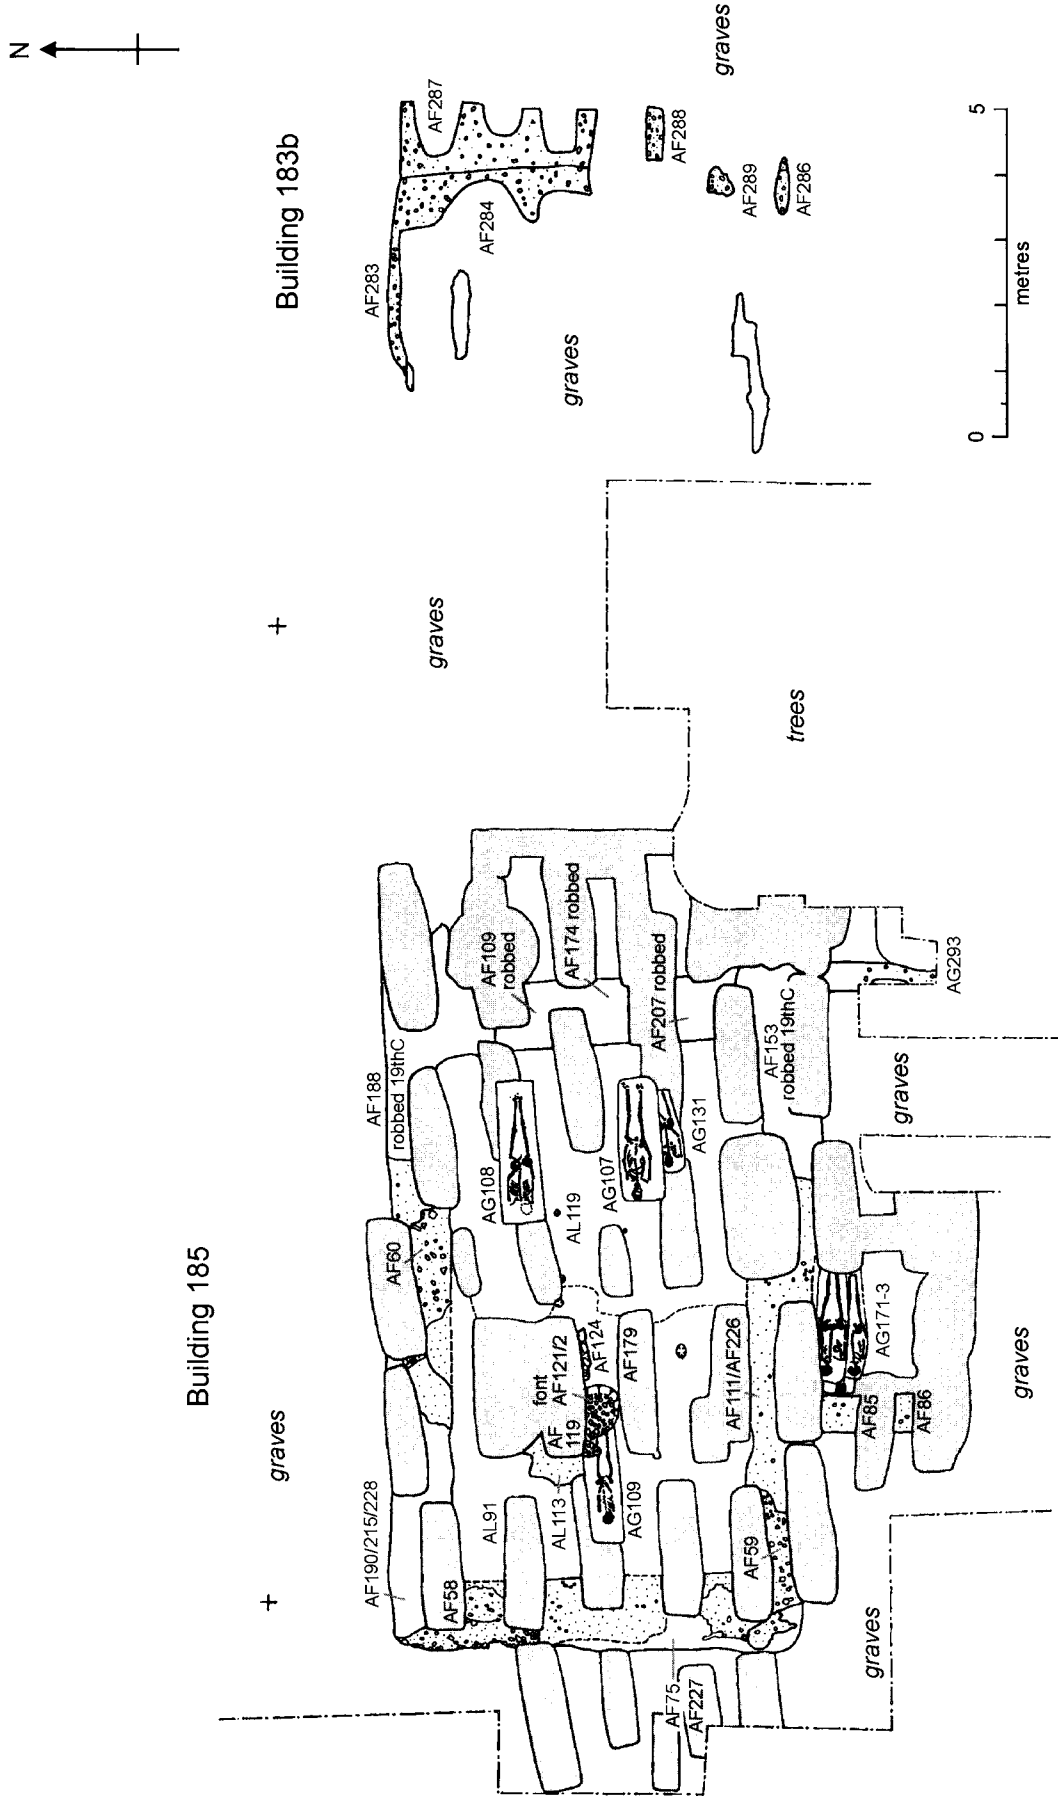 N
Building 185
Building 183b
graves
graves
graves
graves
graves
graves
graves
trees
AF190/215/228
AF58
AL91
AL113
AG109
AF
119
font
AF121/2
AF124
AF179
AF60
AF188
robbed 19thC
AG108
AL119
AG107
AG131
AF109
robbed
AF174 robbed
AF207 robbed
AF153
robbed 19thC
AG293
AF111/AF226
AG171-3
AF85
AF86
AF59
AF75
AF227
AF283
AF284
AF287
AF288
AF289
AF286
0
5
metres